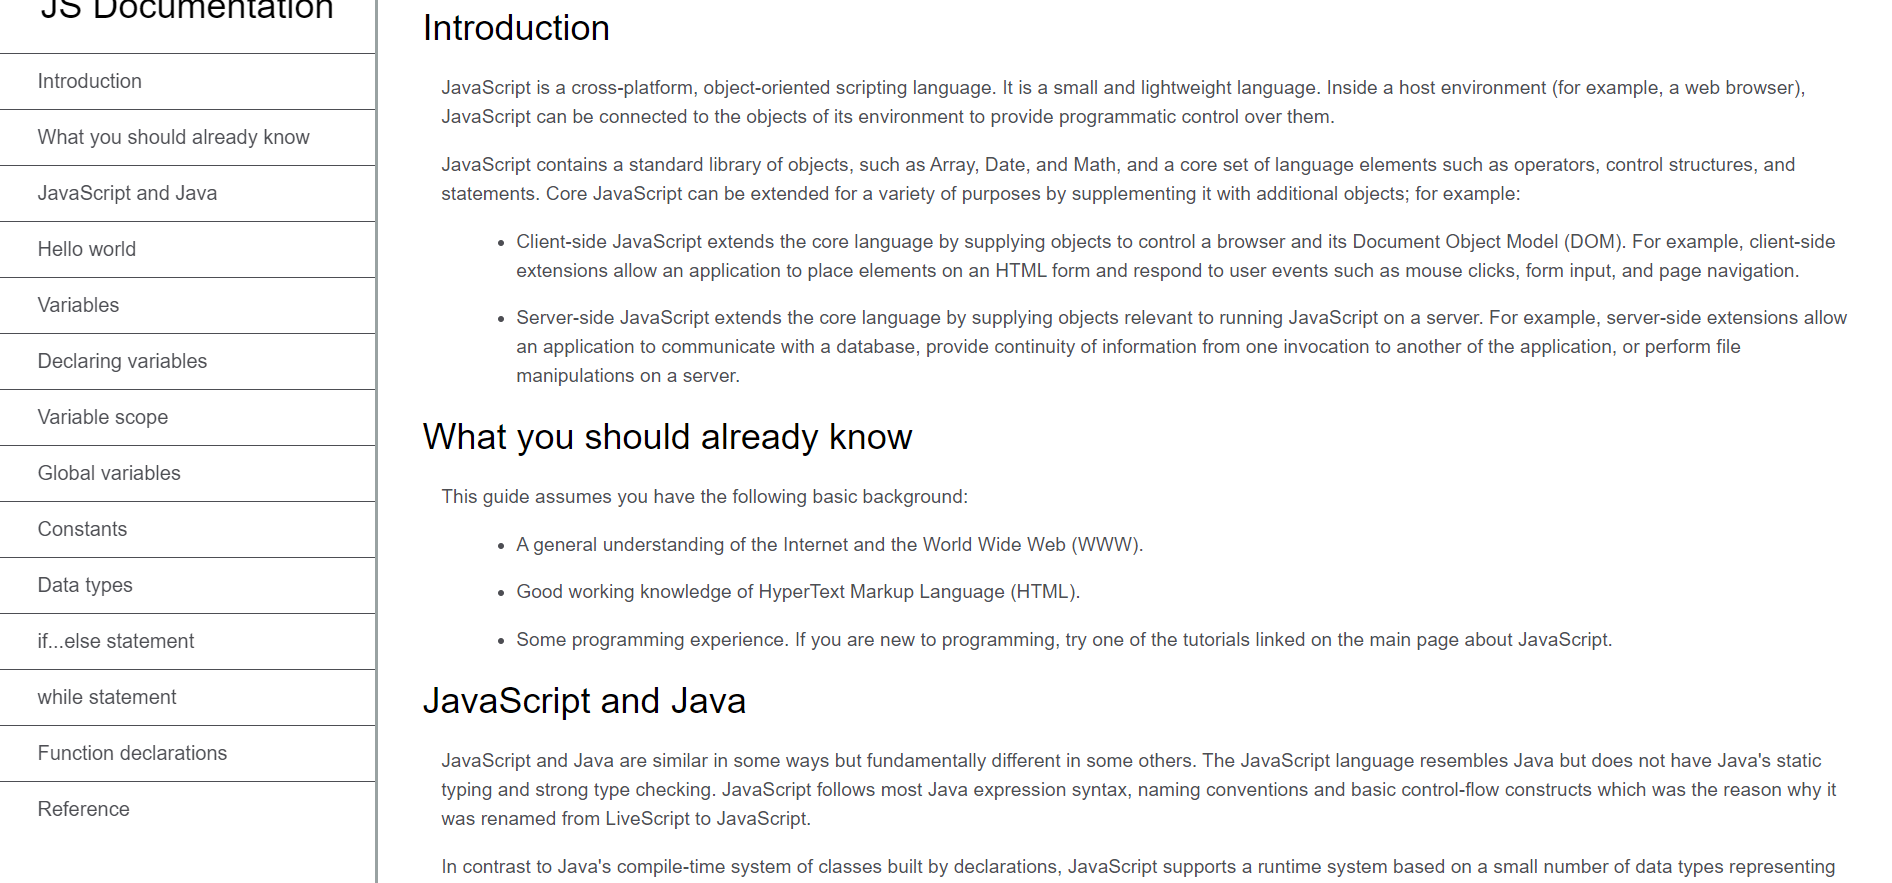 JS Documentation
Introduction
What you should already know
JavaScript and Java
Hello world
Variables
Declaring variables
Variable scope
Global variables
Constants
Data types
if...else statement
while statement
Function declarations
Reference
Introduction
JavaScript is a cross-platform, object-oriented scripting language. It is a small and lightweight language. Inside a host environment (for example, a web browser),
JavaScript can be connected to the objects of its environment to provide programmatic control over them.
JavaScript contains a standard library of objects, such as Array, Date, and Math, and a core set of language elements such as operators, control structures, and
statements. Core JavaScript can be extended for a variety of purposes by supplementing it with additional objects; for example:
• Client-side JavaScript extends the core language by supplying objects to control a browser and its Document Object Model (DOM). For example, client-side
extensions allow an application to place elements on an HTML form and respond to user events such as mouse clicks, form input, and page navigation.
• Server-side JavaScript extends the core language by supplying objects relevant to running JavaScript on a server. For example, server-side extensions allow
an application to communicate with a database, provide continuity of information from one invocation to another of the application, or perform file
manipulations on a server.
What you should already know
This guide assumes you have the following basic background:
• A general understanding of the Internet and the World Wide Web (WWW).
• Good working knowledge of HyperText Markup Language (HTML).
• Some programming experience. If you are new to programming, try one of the tutorials linked on the main page about JavaScript.
JavaScript and Java
JavaScript and Java are similar in some ways but fundamentally different in some others. The JavaScript language resembles Java but does not have Java's static
typing and strong type checking. JavaScript follows most Java expression syntax, naming conventions and basic control-flow constructs which was the reason why it
was renamed from LiveScript to JavaScript.
In contrast to Java's compile-time system of classes built by declarations, JavaScript supports a runtime system based on a small number of data types representing